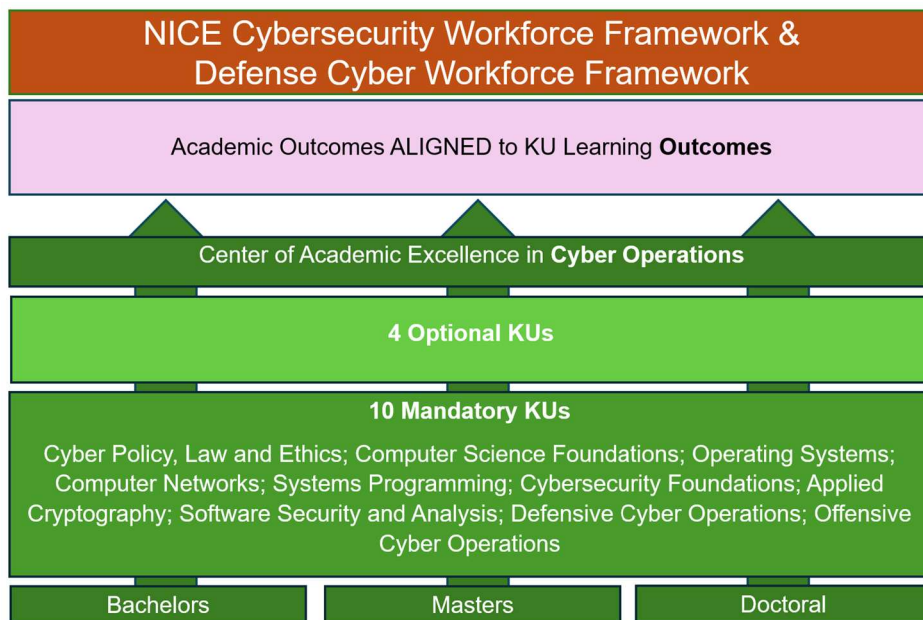 NICE Cybersecurity Workforce Framework &
Defense Cyber Workforce Framework
Academic Outcomes ALIGNED to KU Learning Outcomes
Center of Academic Excellence in Cyber Operations
4 Optional KUs
10 Mandatory KUs
Cyber Policy, Law and Ethics; Computer Science Foundations; Operating Systems;
Computer Networks; Systems Programming; Cybersecurity Foundations; Applied
Cryptography; Software Security and Analysis; Defensive Cyber Operations; Offensive
Cyber Operations
Bachelors
Masters
Doctoral